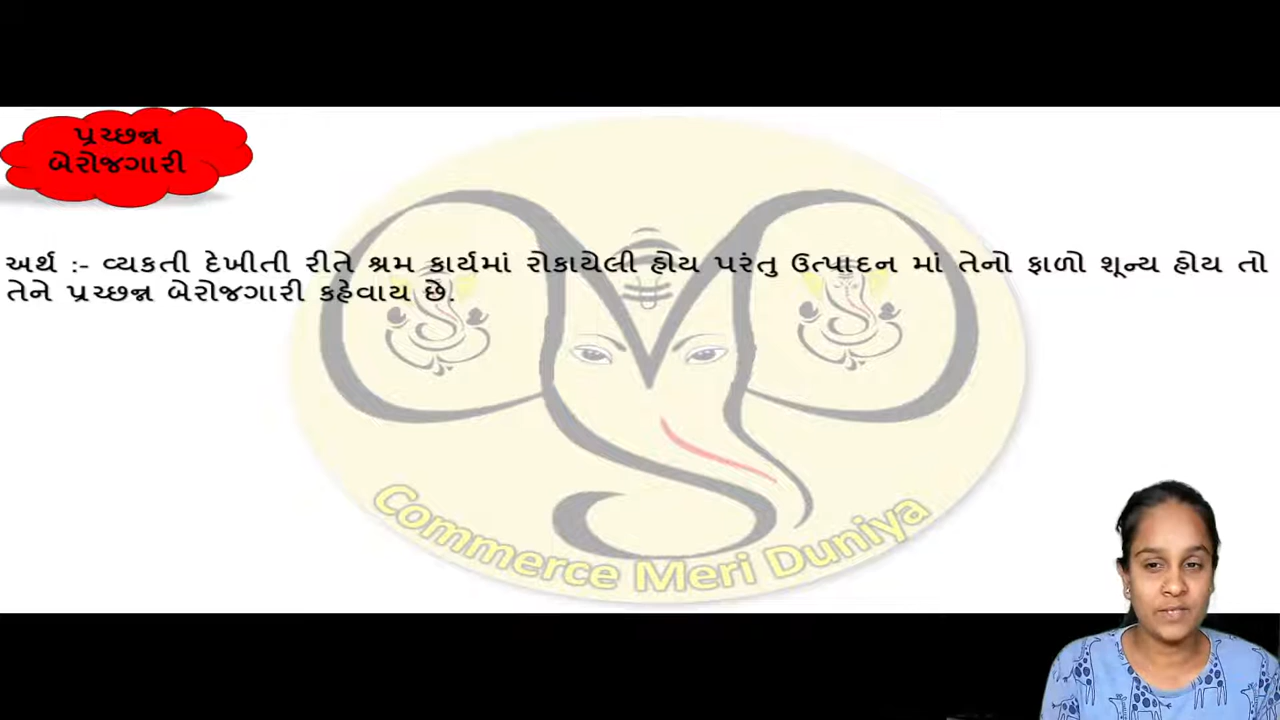 પ્રચ્છન્ન
બેરોજગારી
અર્થ :- વ્યકતી દેખીતી રીતે શ્રમ કાર્યમાં રોકાયેલી હોય પરંતુ ઉત્પાદન માં તેનો ફાળો શૂન્ય હોય તો
તેને પ્રચ્છન્ન બેરોજગારી કહેવાય છે.
Commerce Meri Duniya